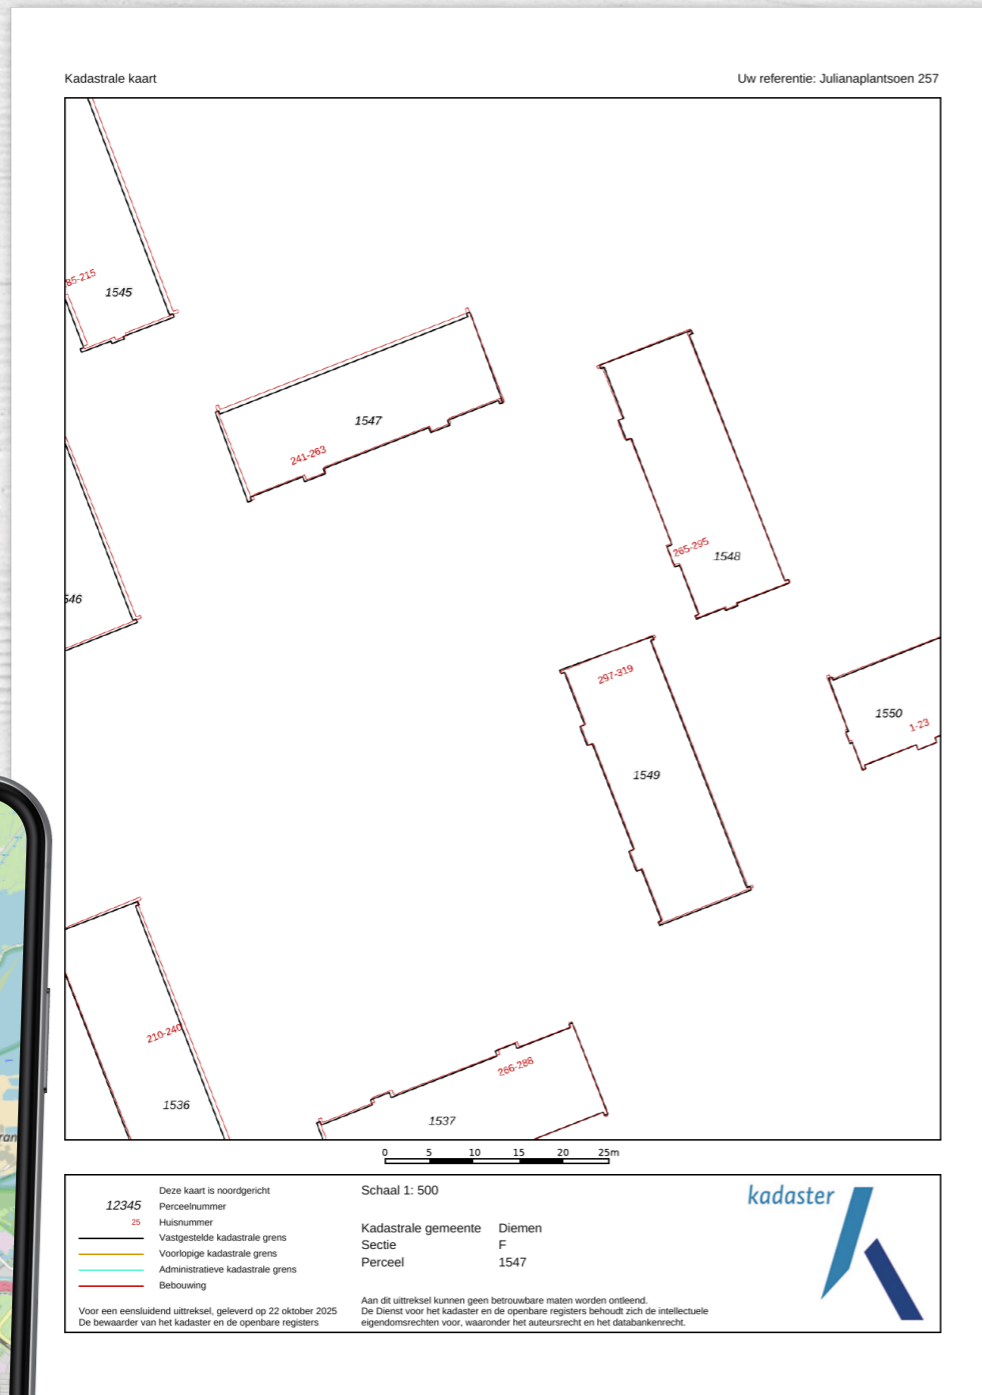 Kadastrale kaart
Uw referentie: Julianaplantsoen 257
85-215
1545
1547
241-263
265-295
1548
546
297-319
1550
1-23
1549
210-240
1536
266-288
1537
0 5 10 15 20 25m
12345
25
Deze kaart is noordgericht
Perceelnummer
Huisnummer
Vastgestelde kadastrale grens
Voorlopige kadastrale grens
Administratieve kadastrale grens
Bebouwing
Voor een eensluidend uittreksel, geleverd op 22 oktober 2025
De bewaarder van het kadaster en de openbare registers
Schaal 1: 500
Kadastrale gemeente Diemen
Sectie F
Perceel 1547
Aan dit uittreksel kunnen geen betrouwbare maten worden ontleend.
De Dienst voor het kadaster en de openbare registers behoudt zich de intellectuele
eigendomsrechten voor, waaronder het auteursrecht en het databankenrecht.
kadaster